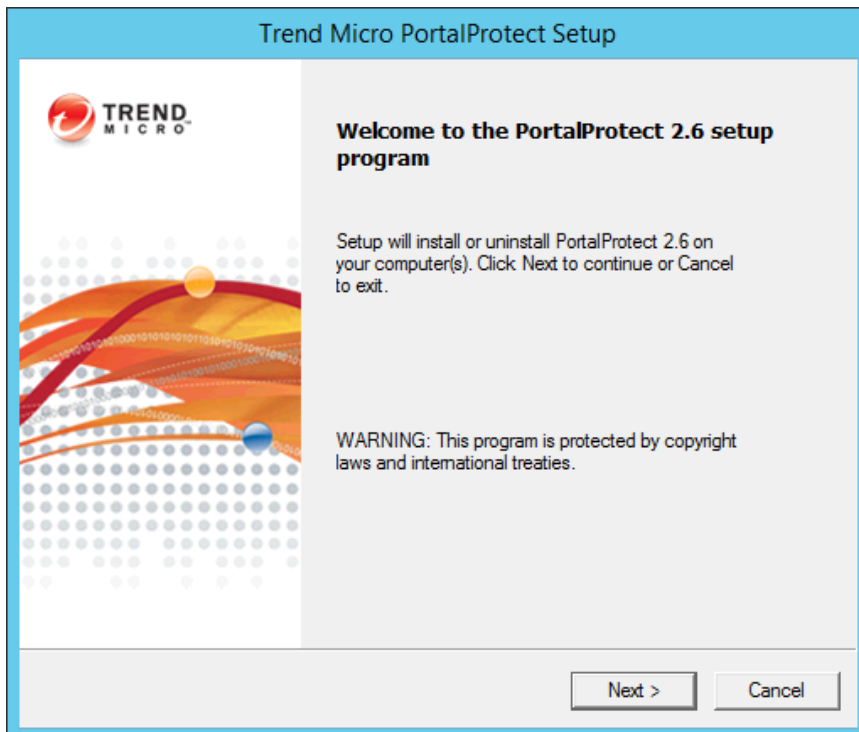 Trend Micro PortalProtect Setup
TREND
MICRO™
Welcome to the PortalProtect 2.6 setup
program
Setup will install or uninstall PortalProtect 2.6 on
your computer(s). Click Next to continue or Cancel
to exit.
WARNING: This program is protected by copyright
laws and international treaties.
Next >
Cancel